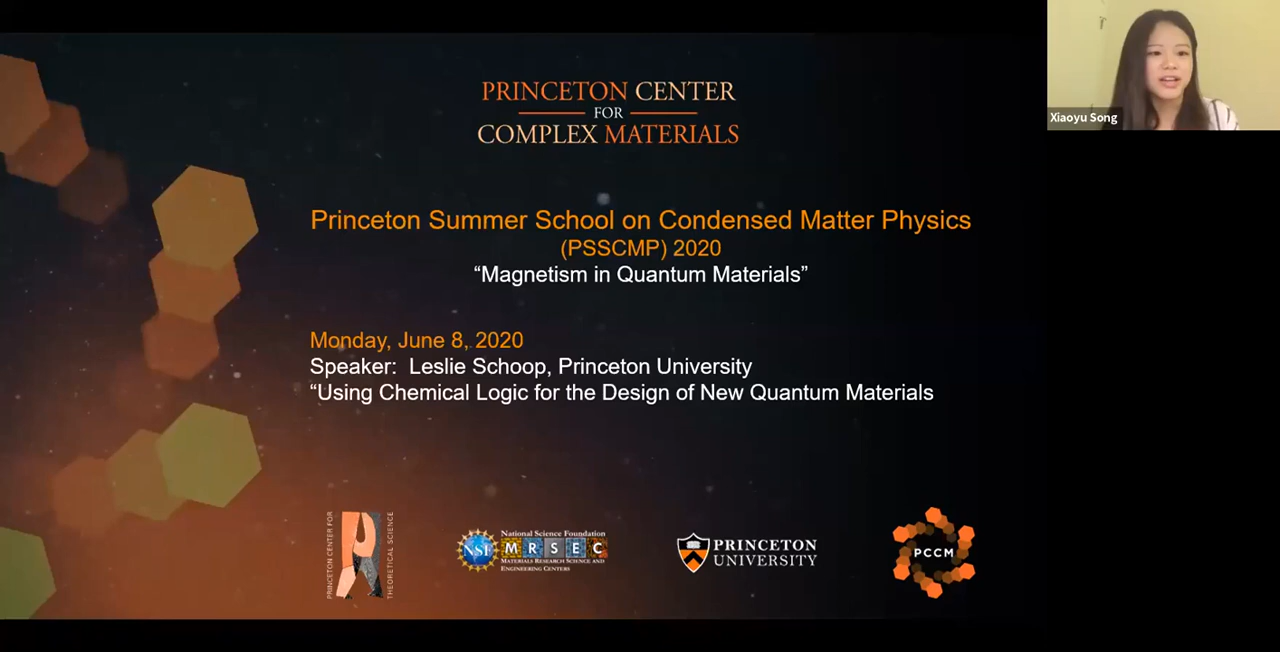 PRINCETON CENTER
FOR
COMPLEX MATERIALS
Xiaoyu Song
Princeton Summer School on Condensed Matter Physics
(PSSCMP) 2020
“Magnetism in Quantum Materials”
Monday, June 8, 2020
Speaker: Leslie Schoop, Princeton University
“Using Chemical Logic for the Design of New Quantum Materials
PRINCETON CENTER FOR
THEORETICAL SCIENCE
NSF
National Science Foundation
MRSEC
MATERIALS RESEARCH SCIENCE AND
ENGINEERING CENTERS
PRINCETON
UNIVERSITY
PCCM